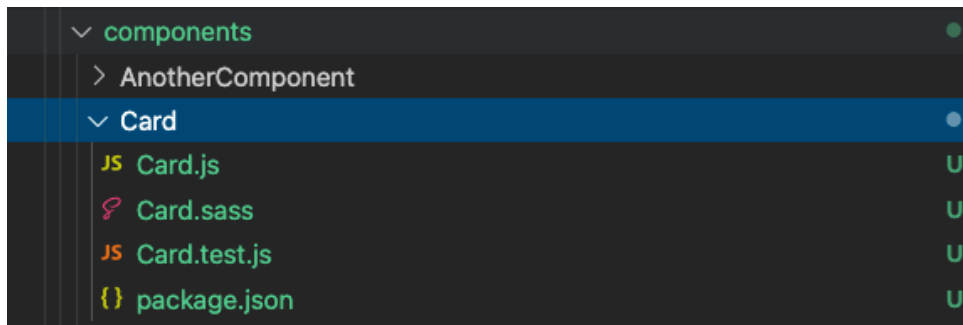 components
AnotherComponent
Card
JS Card.js U
Card.sass U
JS Card.test.js U
{} package.json U